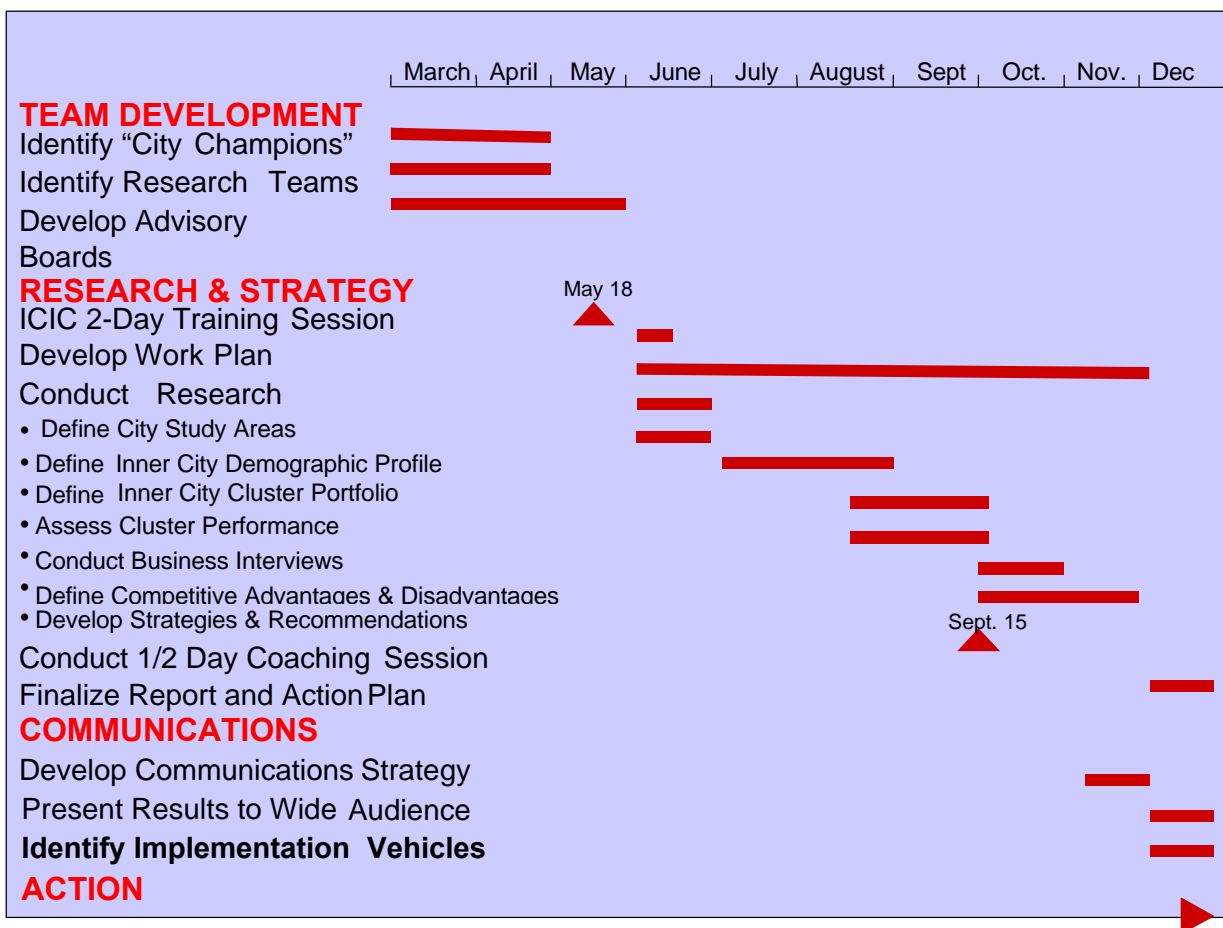 March April May June July August Sept Oct. Nov. Dec
TEAM DEVELOPMENT
Identify “City Champions”
Identify Research Teams
Develop Advisory
Boards
RESEARCH & STRATEGY
May 18
ICIC 2-Day Training Session
Develop Work Plan
Conduct Research
• Define City Study Areas
• Define Inner City Demographic Profile
• Define Inner City Cluster Portfolio
• Assess Cluster Performance
• Conduct Business Interviews
• Define Competitive Advantages & Disadvantages
• Develop Strategies & Recommendations
Sept. 15
Conduct 1/2 Day Coaching Session
Finalize Report and Action Plan
COMMUNICATIONS
Develop Communications Strategy
Present Results to Wide Audience
Identify Implementation Vehicles
ACTION